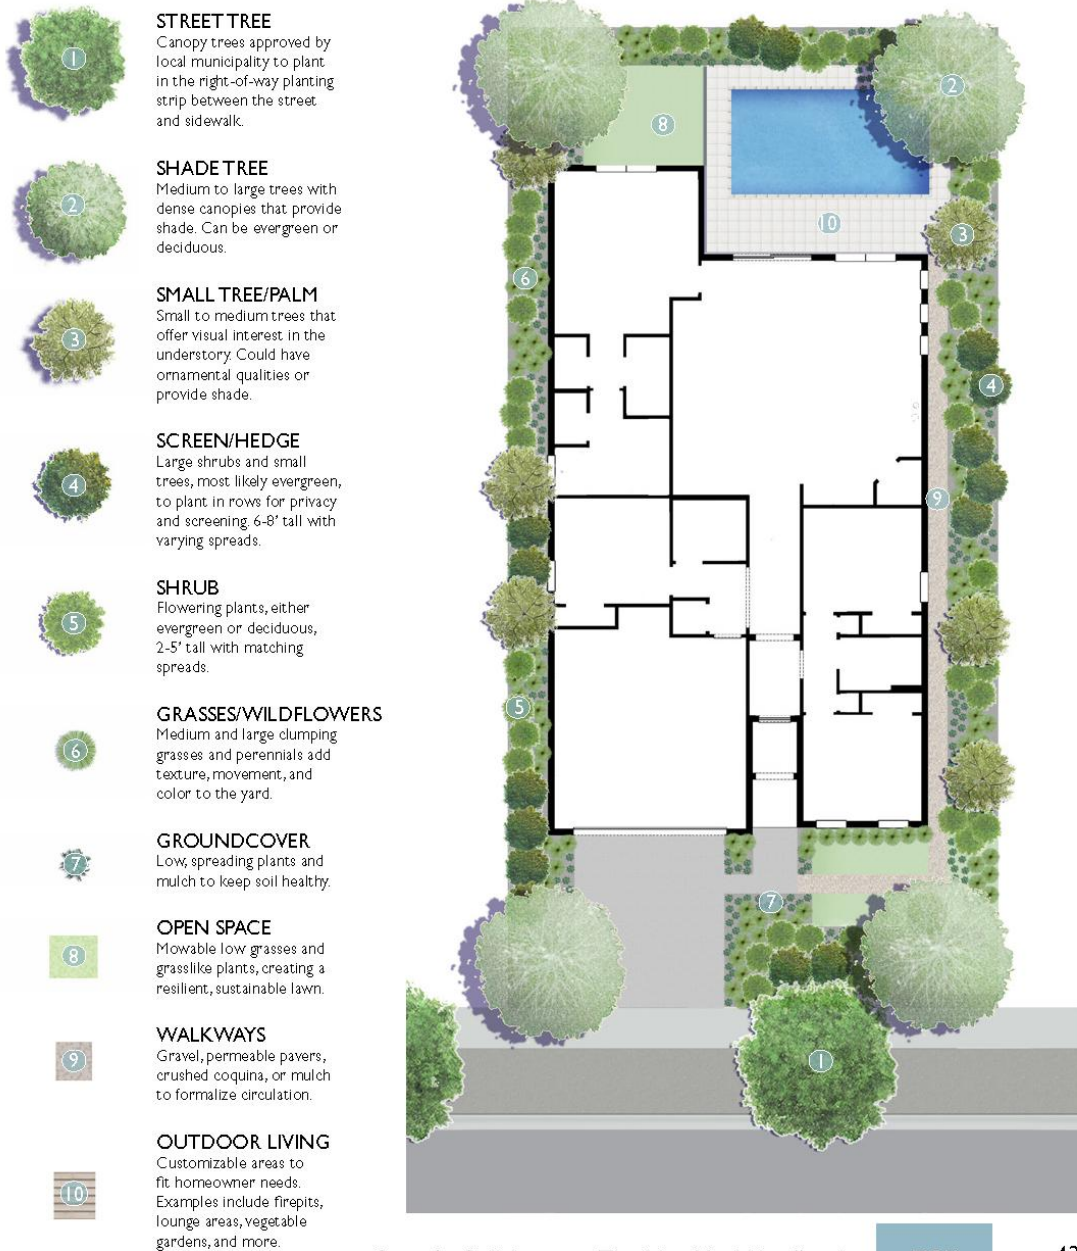 1
STREET TREE
Canopy trees approved by
local municipality to plant
in the right-of-way planting
strip between the street
and sidewalk.
2
SHADE TREE
Medium to large trees with
dense canopies that provide
shade. Can be evergreen or
deciduous.
3
SMALL TREE/PALM
Small to medium trees that
offer visual interest in the
understory. Could have
ornamental qualities or
provide shade.
4
SCREEN/HEDGE
Large shrubs and small
trees, most likely evergreen,
to plant in rows for privacy
and screening. 6-8' tall with
varying spreads.
5
SHRUB
Flowering plants, either
evergreen or deciduous,
2-5' tall with matching
spreads.
6
GRASSES/WILDFLOWERS
Medium and large clumping
grasses and perennials add
texture, movement, and
color to the yard.
7
GROUNDCOVER
Low, spreading plants and
mulch to keep soil healthy.
8
OPEN SPACE
Mowable low grasses and
grasslike plants, creating a
resilient, sustainable lawn.
9
WALKWAYS
Gravel, permeable pavers,
crushed coquina, or mulch
to formalize circulation.
10
OUTDOOR LIVING
Customizable areas to
fit homeowner needs.
Examples include firepits,
lounge areas, vegetable
gardens, and more.
2
8
10
3
6
4
9
5
7
1